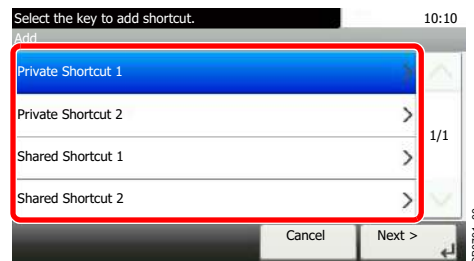 Select the key to add shortcut. 10:10
Add
Private Shortcut 1
Private Shortcut 2
1/1
Shared Shortcut 1
Shared Shortcut 2
Cancel Next >